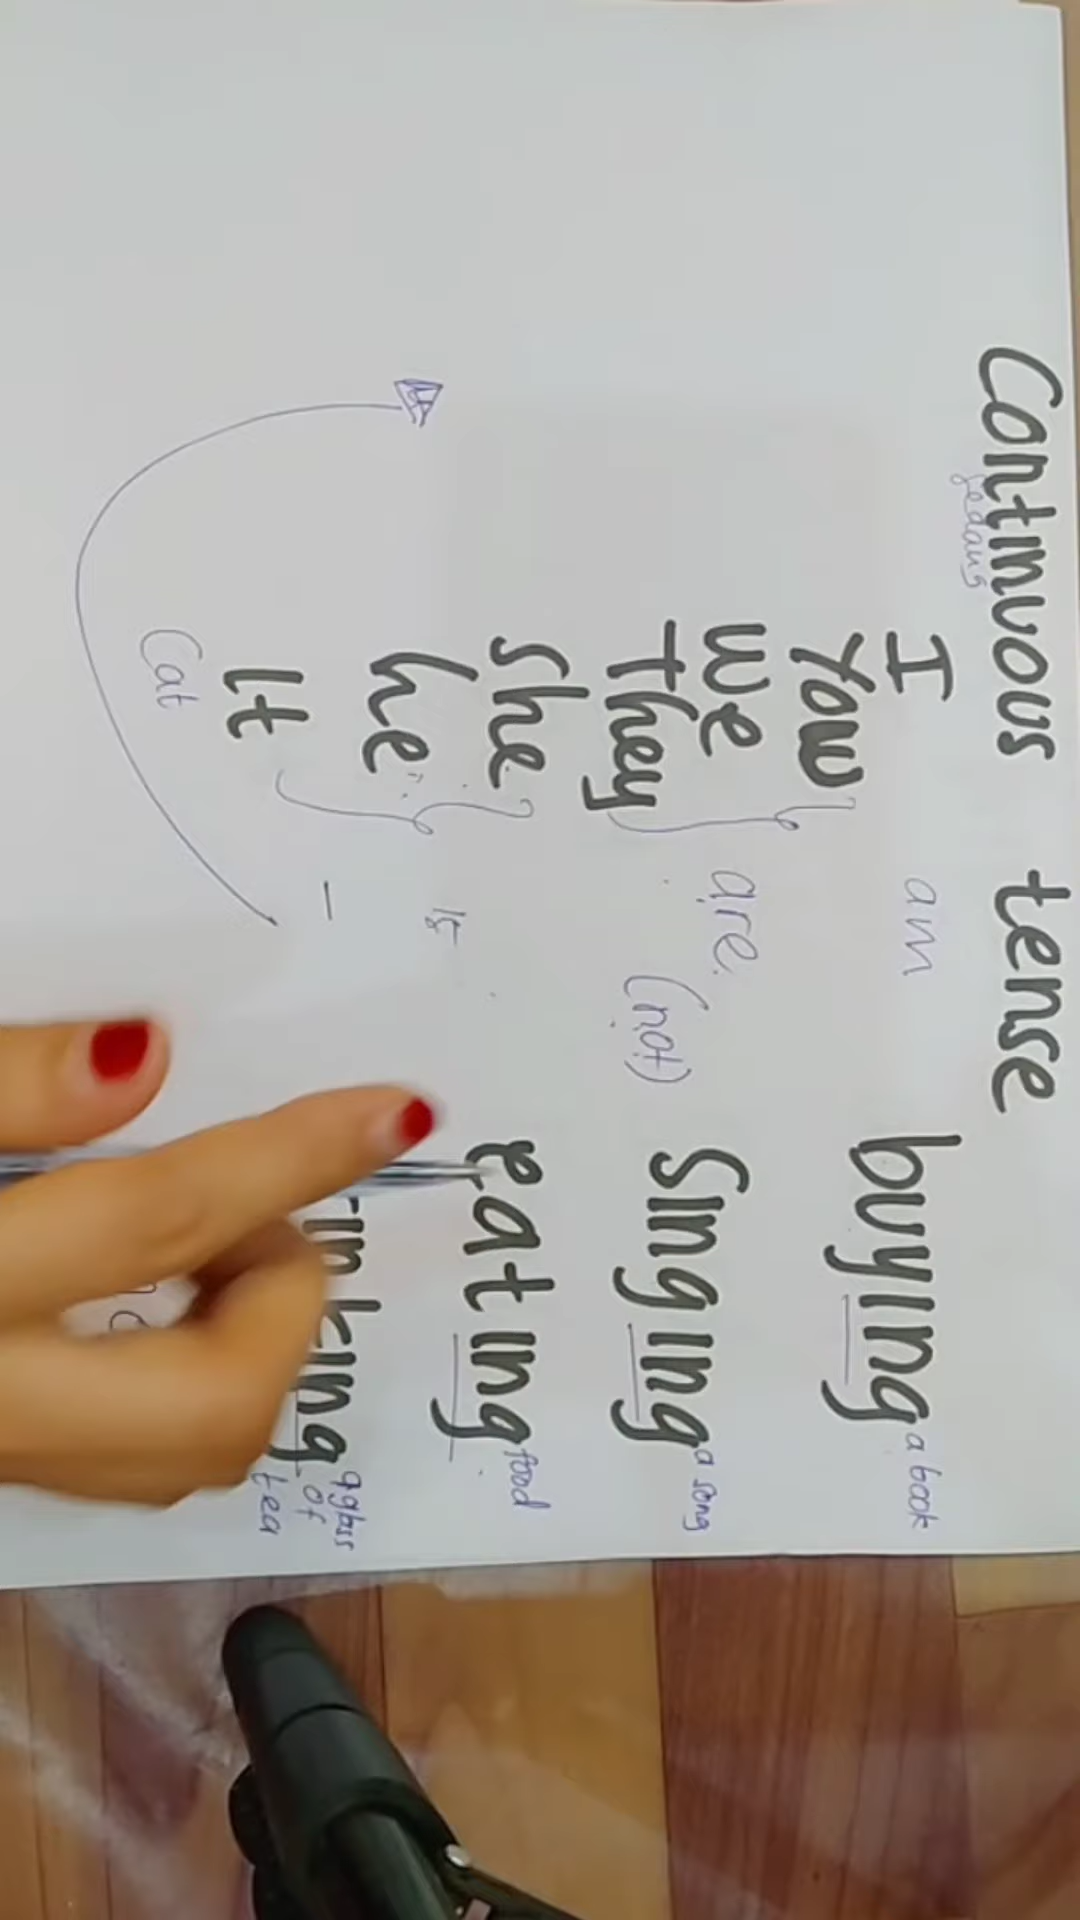 Continuous tense
sedang
I am buying a book
You
we are
They (not) Singing a song
she
he is eating food
It
a glass
of
tea
Cat